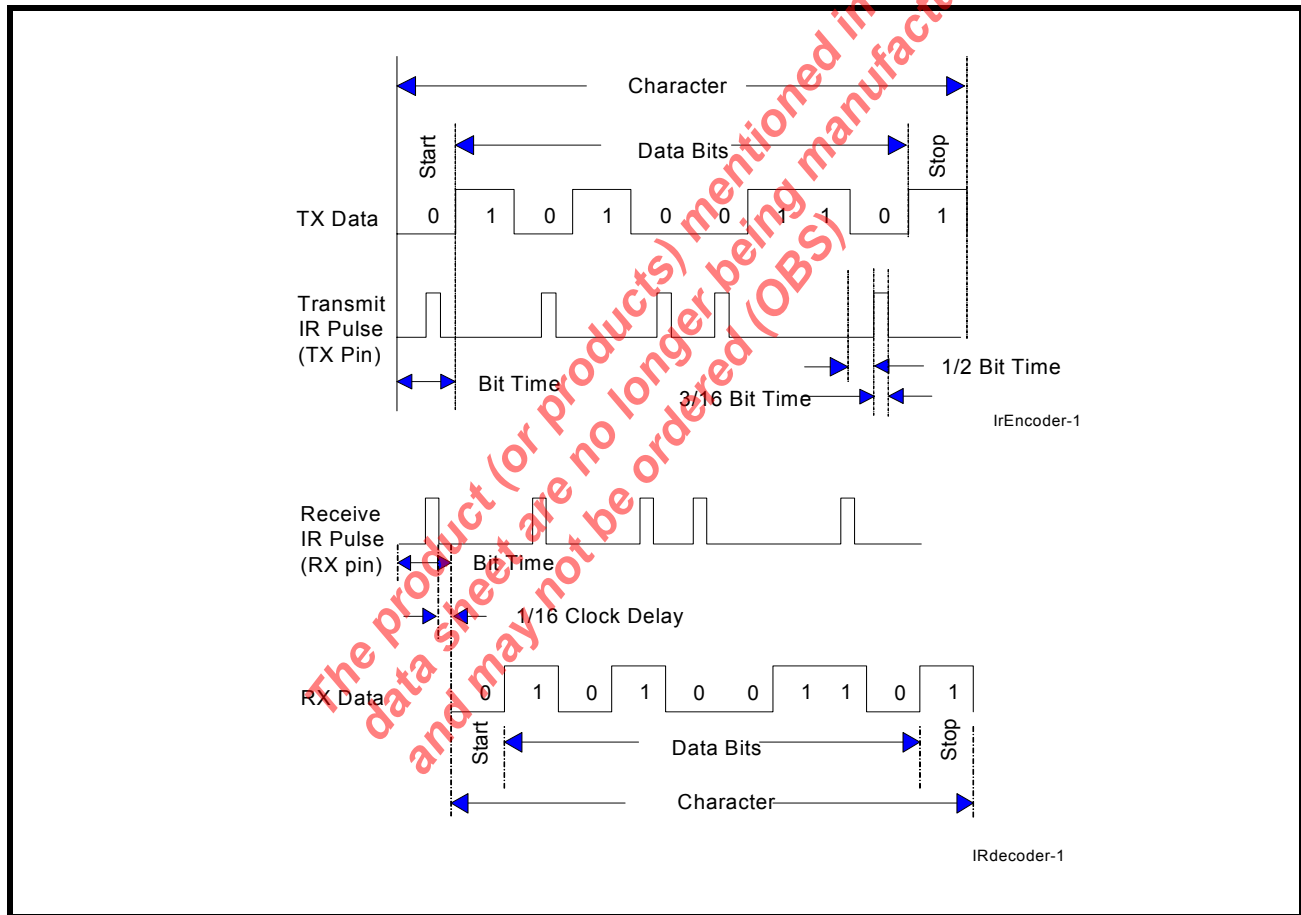 Character
Start
Data Bits
Stop
TX Data
0 1 0 1 0 0 1 1 0 1
Transmit
IR Pulse
(TX Pin)
Bit Time
1/2 Bit Time
3/16 Bit Time
IrEncoder-1
Receive
IR Pulse
(RX pin)
Bit Time
1/16 Clock Delay
RX Data
0 1 0 1 0 0 1 1 0 1
Start
Data Bits
Stop
Character
IRdecoder-1
The product (or products) mentioned in
data sheet are no longer being manufactu
and may not be ordered (OBS)